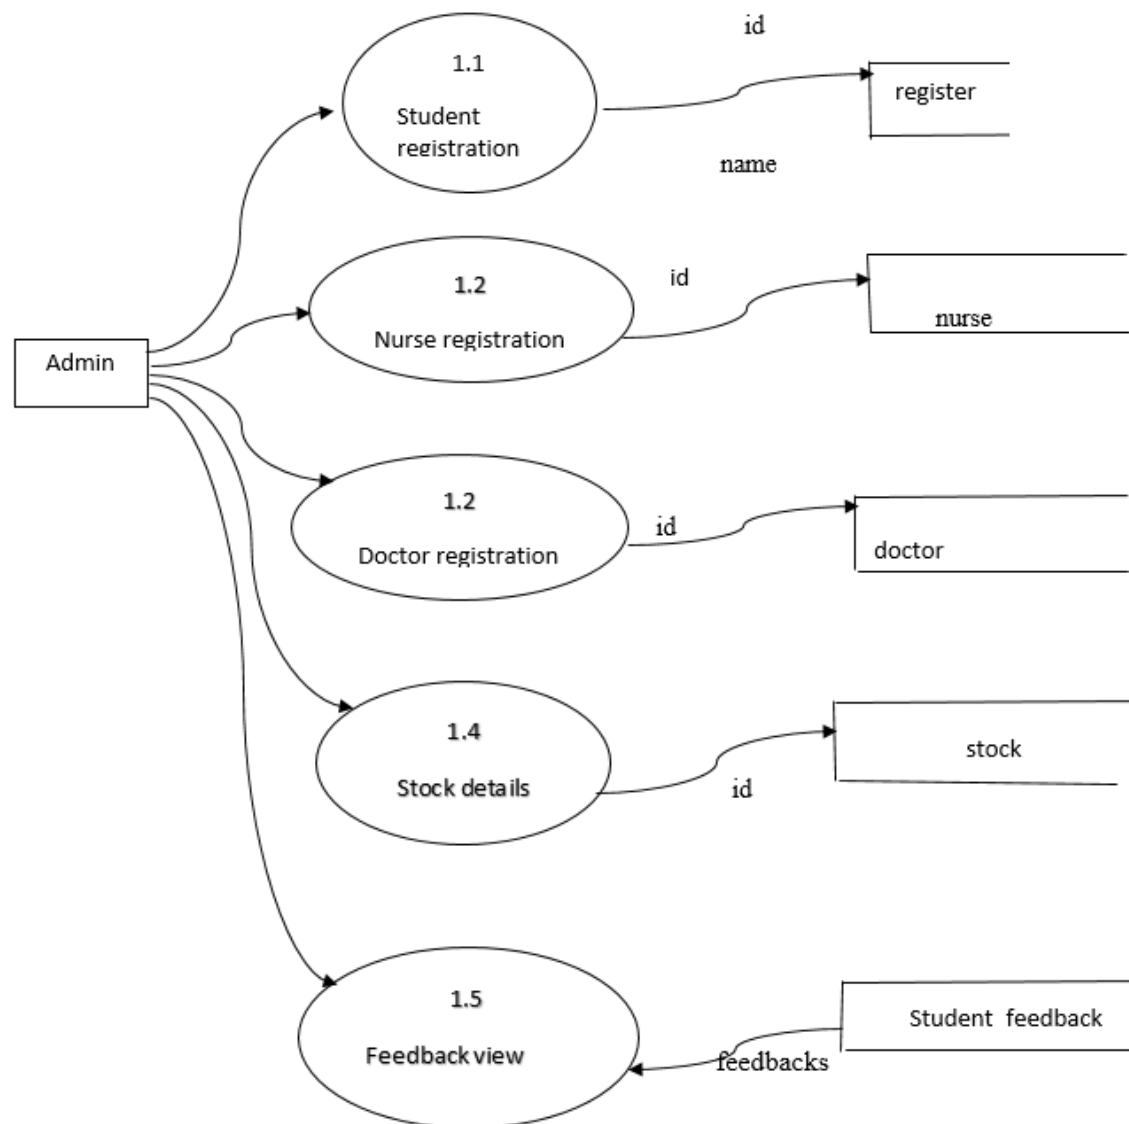 id
1.1
register
Student
registration
name
1.2
id
nurse
Nurse registration
Admin
1.2
id
Doctor registration
doctor
1.4
stock
Stock details
id
1.5
Student feedback
Feedback view
feedbacks